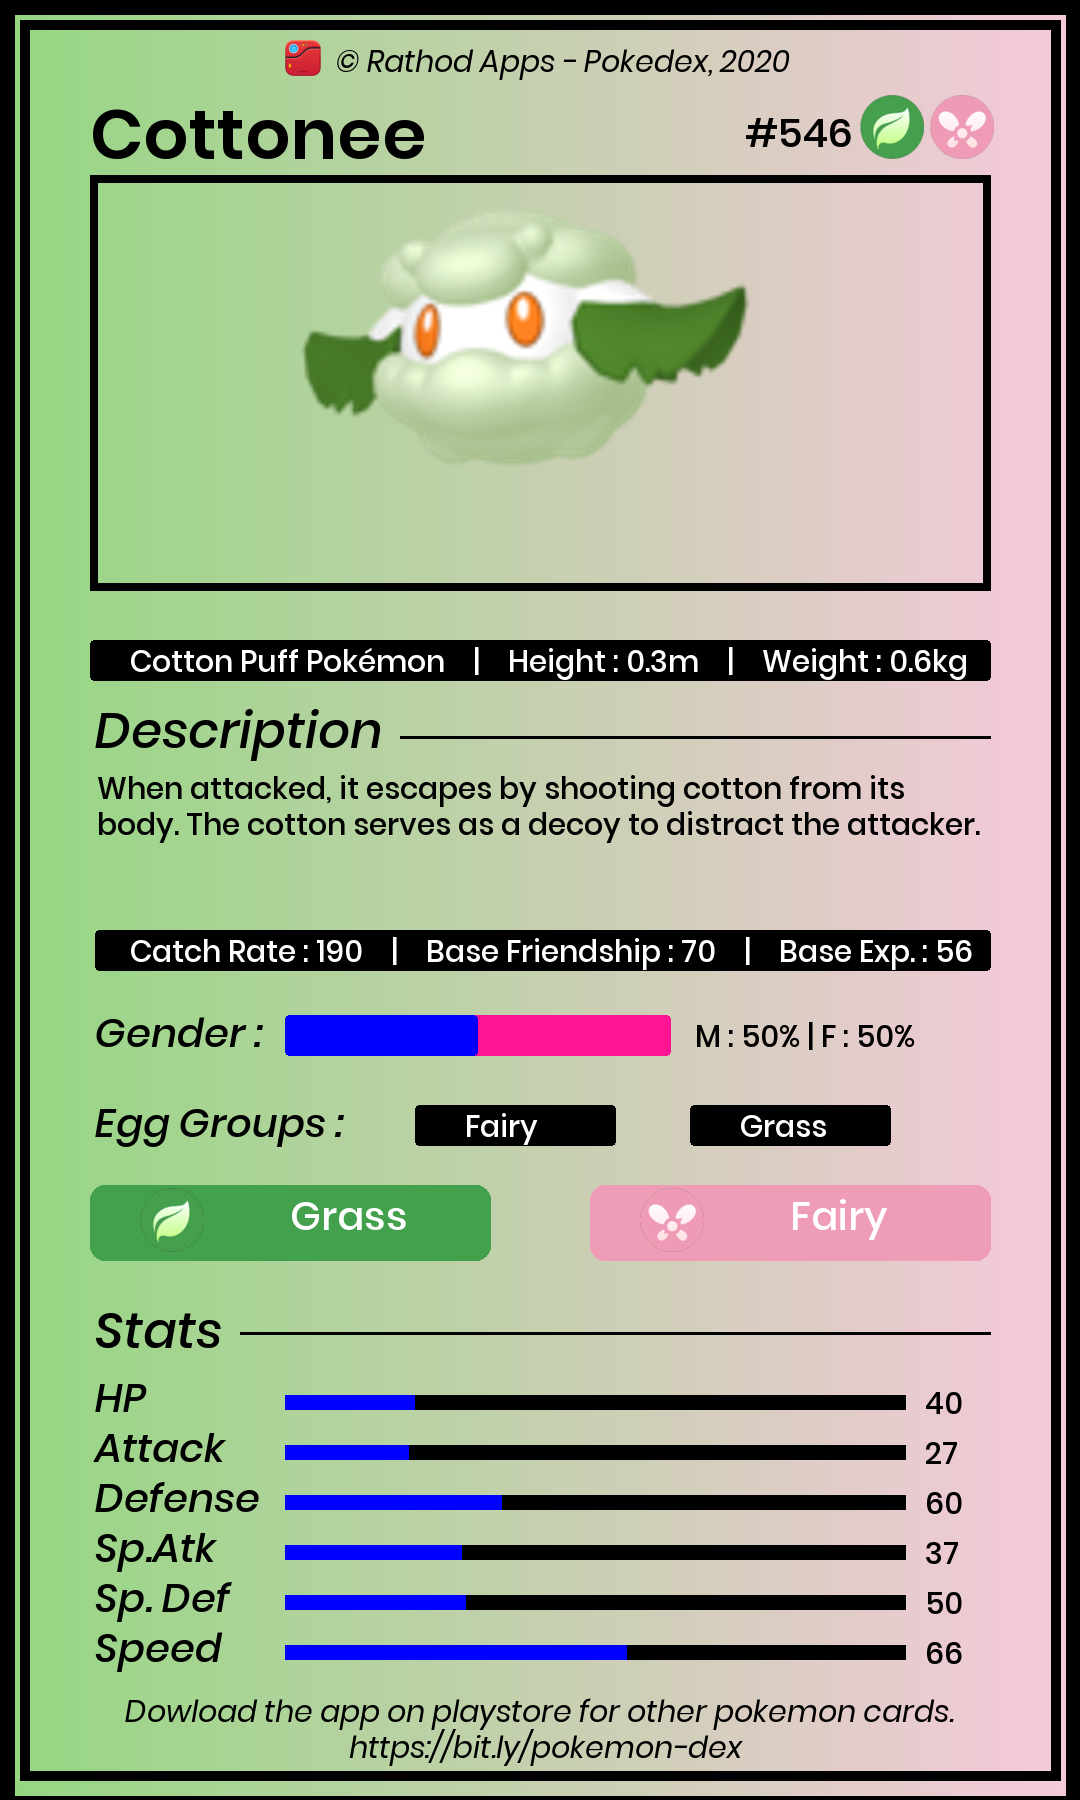 © Rathod Apps - Pokedex, 2020
Cottonee #546
Cotton Puff Pokémon | Height : 0.3m | Weight : 0.6kg
Description
When attacked, it escapes by shooting cotton from its
body. The cotton serves as a decoy to distract the attacker.
Catch Rate : 190 | Base Friendship : 70 | Base Exp. : 56
Gender : M : 50% | F : 50%
Egg Groups : Fairy Grass
Grass Fairy
Stats
HP 40
Attack 27
Defense 60
Sp.Atk 37
Sp. Def 50
Speed 66
Dowload the app on playstore for other pokemon cards.
https://bit.ly/pokemon-dex